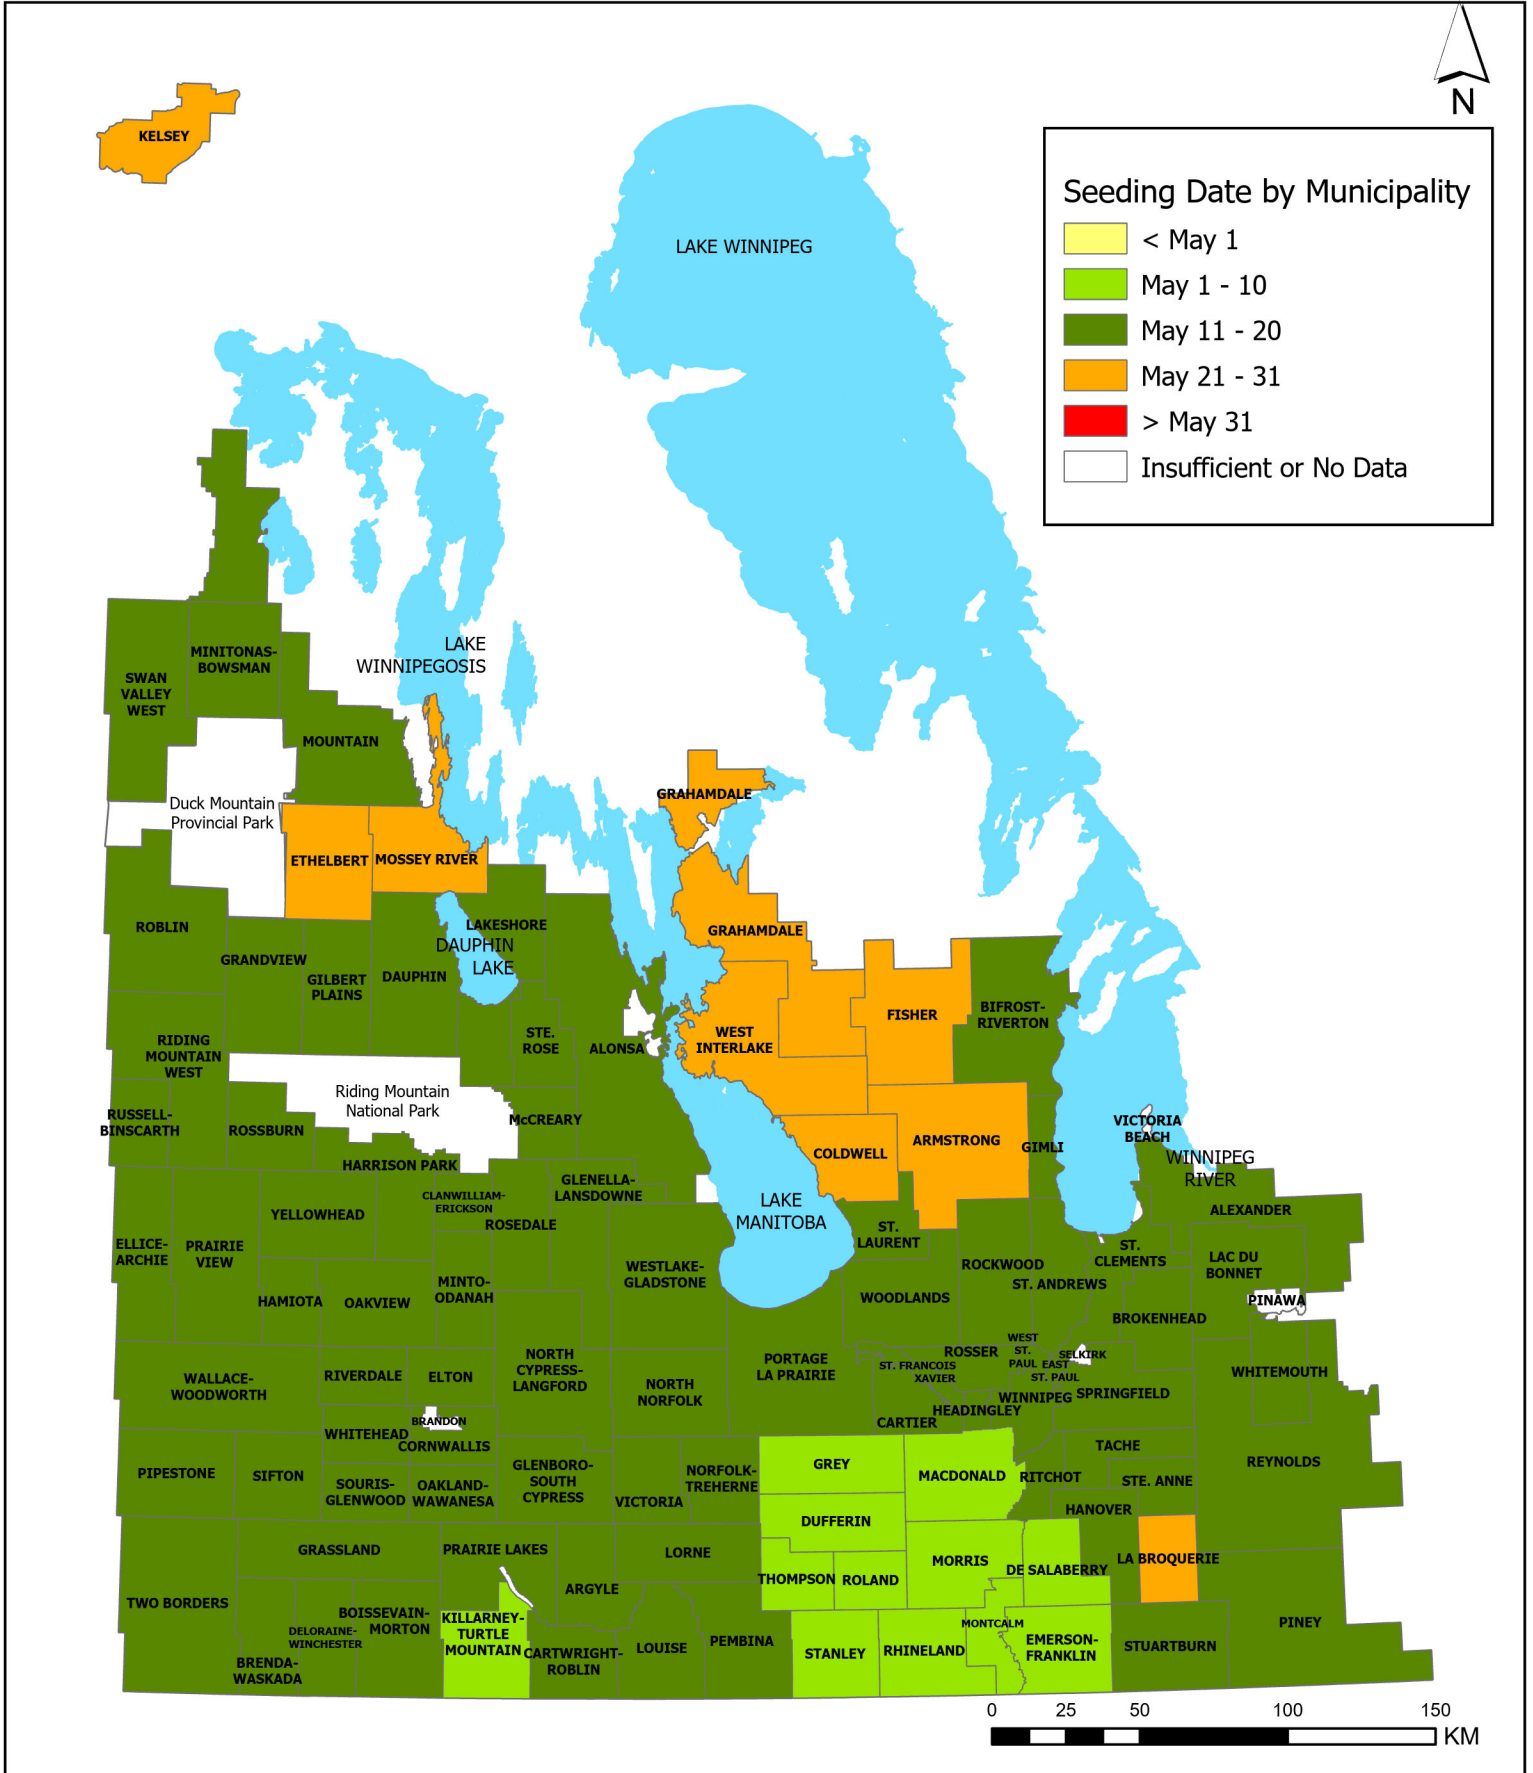 N
KELSEY
Seeding Date by Municipality
< May 1
May 1 - 10
May 11 - 20
May 21 - 31
> May 31
Insufficient or No Data
LAKE WINNIPEG
LAKE
WINNIPEGOSIS
MINITONAS-
BOWSMAN
SWAN
VALLEY
WEST
MOUNTAIN
Duck Mountain
Provincial Park
GRAHAMDALE
ETHELBERT
MOSSEY RIVER
ROBLIN
LAKESHORE
GRAHAMDALE
DAUPHIN
LAKE
GRANDVIEW
GILBERT
PLAINS
DAUPHIN
FISHER
BIFROST-
RIVERTON
STE.
ROSE
ALONSA
WEST
INTERLAKE
RIDING
MOUNTAIN
WEST
Riding Mountain
National Park
RUSSELL-
BINSCARTH
ROSSBURN
McCREARY
VICTORIA
BEACH
ARMSTRONG
GIMLI
COLDWELL
HARRISON PARK
WINNIPEG
RIVER
GLENELLA-
LANSDOWNE
CLANWILLIAM-
ERICKSON
ROSEDALE
LAKE
MANITOBA
YELLOWHEAD
ALEXANDER
ST.
LAURENT
ELLICE-
ARCHIE
PRAIRIE
VIEW
ST.
CLEMENTS
LAC DU
BONNET
ROCKWOOD
WESTLAKE-
GLADSTONE
ST. ANDREWS
MINTO-
ODANAH
HAMIOTA
OAKVIEW
WOODLANDS
PINAWA
BROKENHEAD
WEST
ST.
PAUL
ROSSER
SELKIRK
EAST
ST. PAUL
NORTH
CYPRESS-
LANGFORD
PORTAGE
LA PRAIRIE
ST. FRANCOIS
XAVIER
WHITEMOUTH
WALLACE-
WOODWORTH
RIVERDALE
ELTON
NORTH
NORFOLK
WINNIPEG
SPRINGFIELD
HEADINGLEY
CARTIER
BRANDON
WHITEHEAD
CORNWALLIS
TACHE
PIPESTONE
SIFTON
GLENBORO-
SOUTH
CYPRESS
NORFOLK-
TREHERNE
GREY
MACDONALD
RITCHOT
STE. ANNE
REYNOLDS
SOURIS-
GLENWOOD
OAKLAND-
WAWANESA
VICTORIA
HANOVER
DUFFERIN
GRASSLAND
PRAIRIE LAKES
LORNE
MORRIS
LA BROQUERIE
DE SALABERRY
THOMPSON
ROLAND
ARGYLE
TWO BORDERS
BOISSEVAIN-
MORTON
DELORAINE-
WINCHESTER
KILLARNEY-
TURTLE
MOUNTAIN
MONTCALM
PINEY
LOUISE
PEMBINA
STANLEY
RHINELAND
EMERSON-
FRANKLIN
STUARTBURN
CARTWRIGHT-
ROBLIN
BRENDA-
WASKADA
0 25 50 100 150
KM